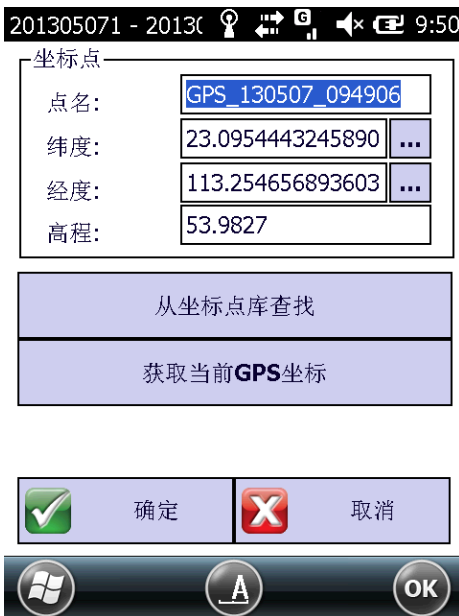 201305071 - 2013( G 9:50
坐标点
点名: GPS_130507_094906
纬度: 23.0954443245890 ...
经度: 113.254656893603 ...
高程: 53.9827
从坐标点库查找
获取当前GPS坐标
确定 取消
A OK